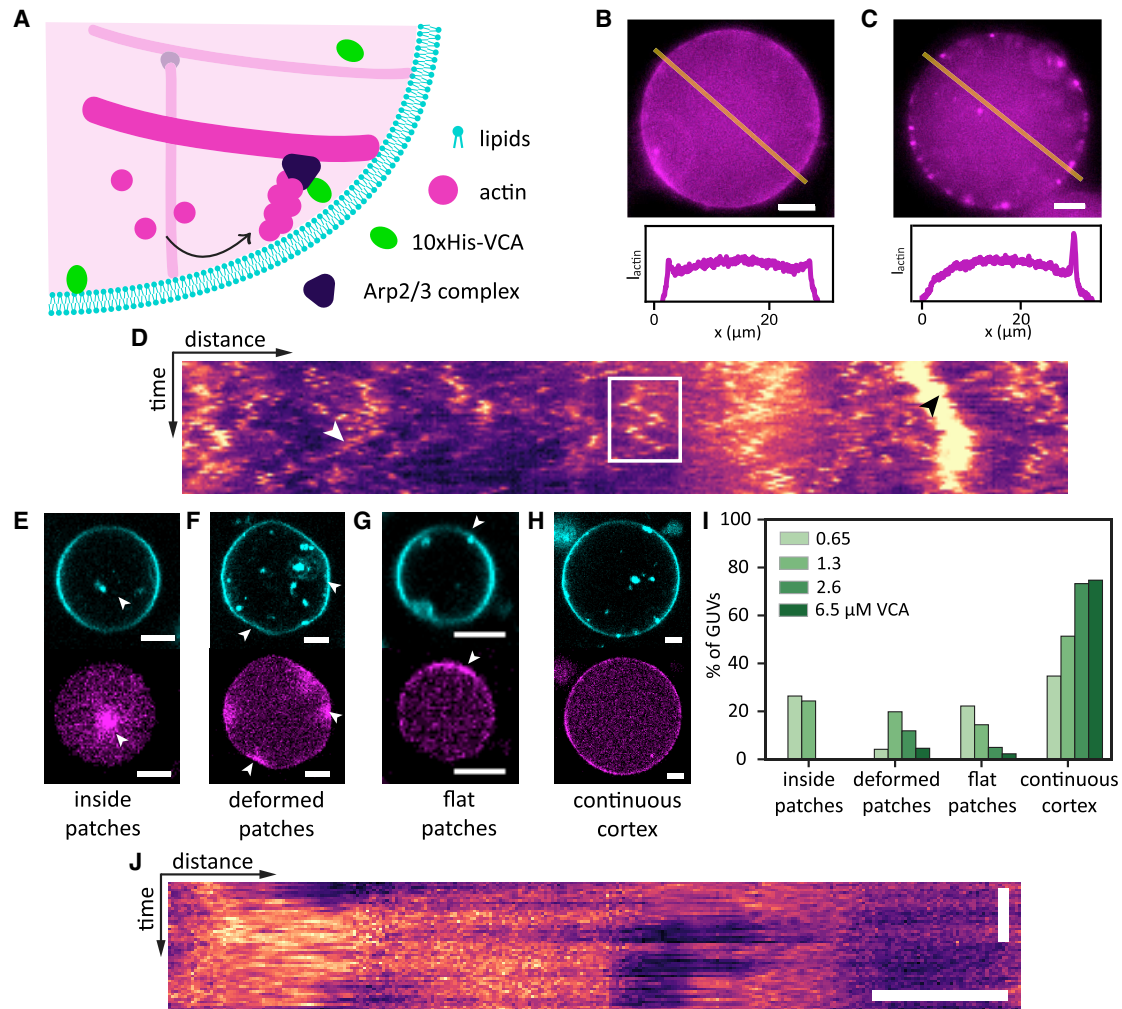 A
lipids
actin
10xHis-VCA
Arp2/3 complex
B
I actin
0 20
x (µm)
C
I actin
0 20
x (µm)
D
distance
time
E
inside
patches
F
deformed
patches
G
flat
patches
H
continuous
cortex
I
100
80
60
40
20
0
% of GUVs
0.65
1.3
2.6
6.5 µM VCA
inside
patches
deformed
patches
flat
patches
continuous
cortex
J
distance
time